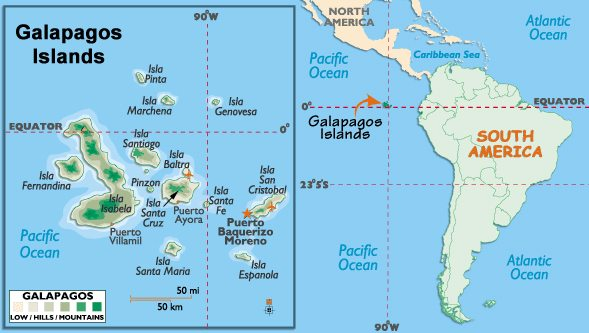 Galapagos
Islands
90°W
Isla
Pinta
Isla
Marchena
Isla
Genovesa
EQUATOR
0°
Isla
Santiago
Isla
Baltra
Isla
San
Cristobal
Isla
Fernandina
Pinzon
Isla
Isabela
Isla
Santa
Cruz
Isla
Santa
Fe
Puerto
Ayora
Puerto
Villamil
Puerto
Baquerizo
Moreno
Pacific
Ocean
Isla
Santa Maria
Isla
Espanola
50 mi
50 km
GALAPAGOS
LOW / HILLS / MOUNTAINS
NORTH
AMERICA
Atlantic
Ocean
Pacific
Ocean
Caribbean Sea
0°
EQUATOR
Galapagos
Islands
SOUTH
AMERICA
23°5'S
Pacific
Ocean
Atlantic
Ocean
90°W